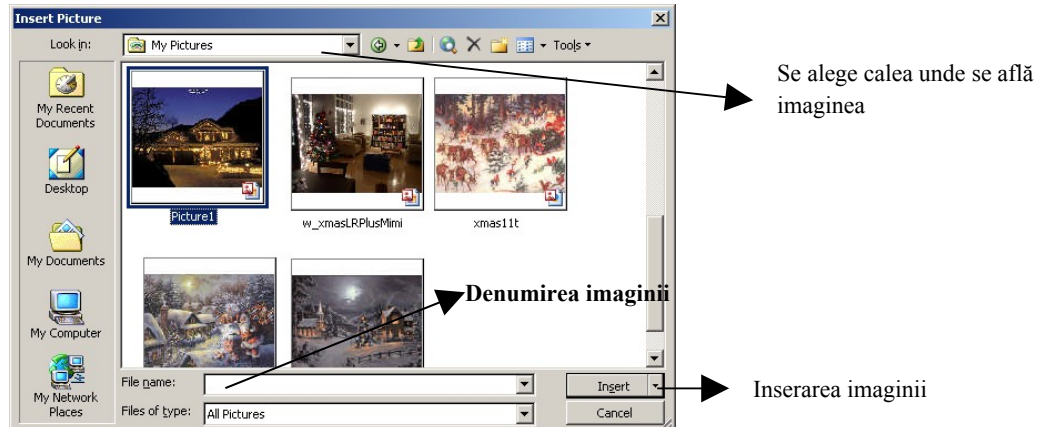 Insert Picture
Look in:
My Pictures
Tools
My Recent
Documents
Desktop
My Documents
My Computer
My Network
Places
Picture1
w_xmasLRPlusMimi
xmas11t
Se alege calea unde se află
imaginea
Denumirea imaginii
File name:
Insert
Inserarea imaginii
Files of type:
All Pictures
Cancel